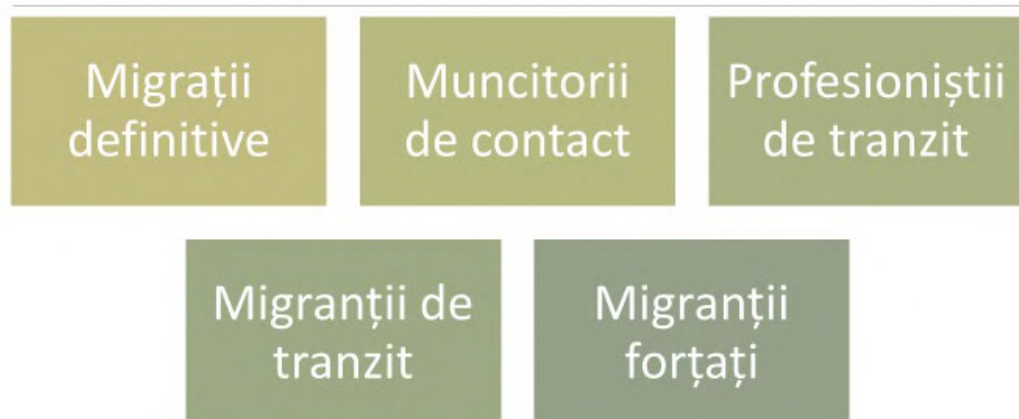 Migrații
definitive
Muncitorii
de contact
Profesioniștii
de tranzit
Migranții de
tranzit
Migranții
forțați